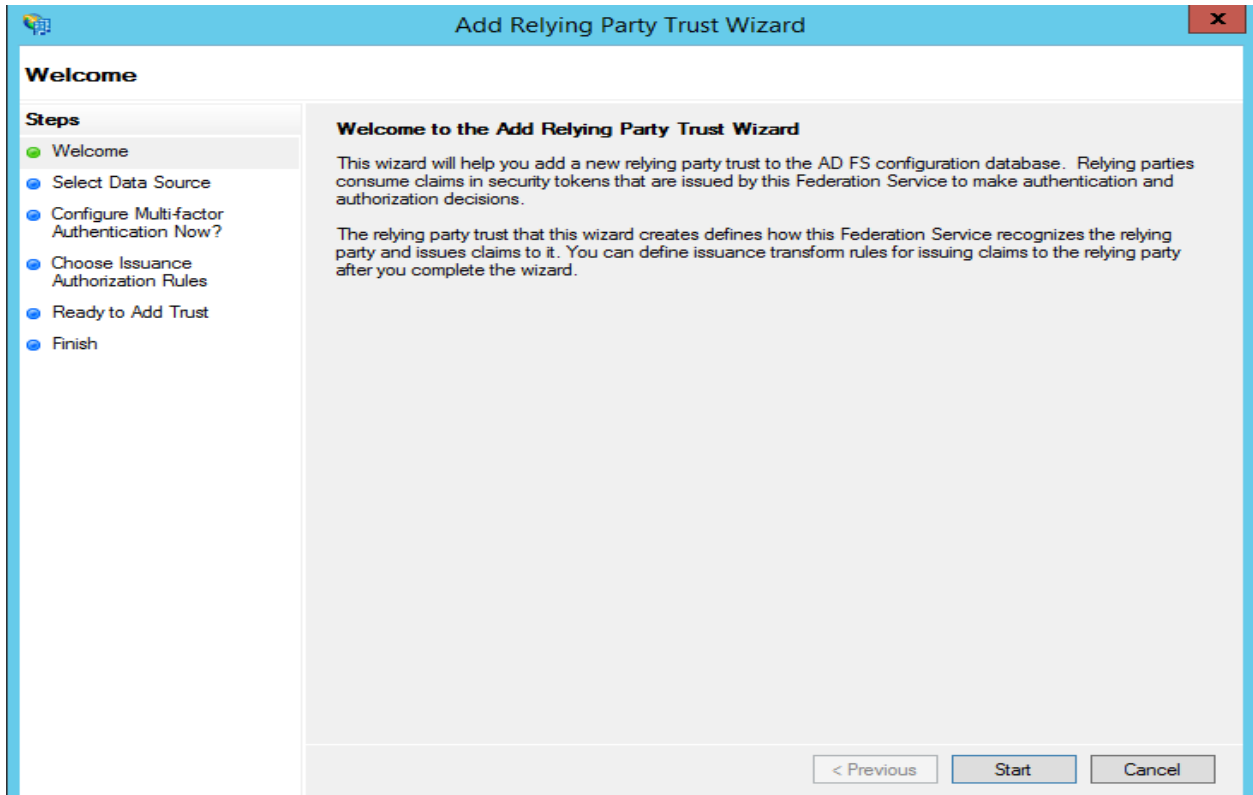 Add Relying Party Trust Wizard
x
Welcome
Steps
Welcome
Select Data Source
Configure Multi-factor
Authentication Now?
Choose Issuance
Authorization Rules
Ready to Add Trust
Finish
Welcome to the Add Relying Party Trust Wizard
This wizard will help you add a new relying party trust to the AD FS configuration database.  Relying parties
consume claims in security tokens that are issued by this Federation Service to make authentication and
authorization decisions.
The relying party trust that this wizard creates defines how this Federation Service recognizes the relying
party and issues claims to it. You can define issuance transform rules for issuing claims to the relying party
after you complete the wizard.
< Previous
Start
Cancel